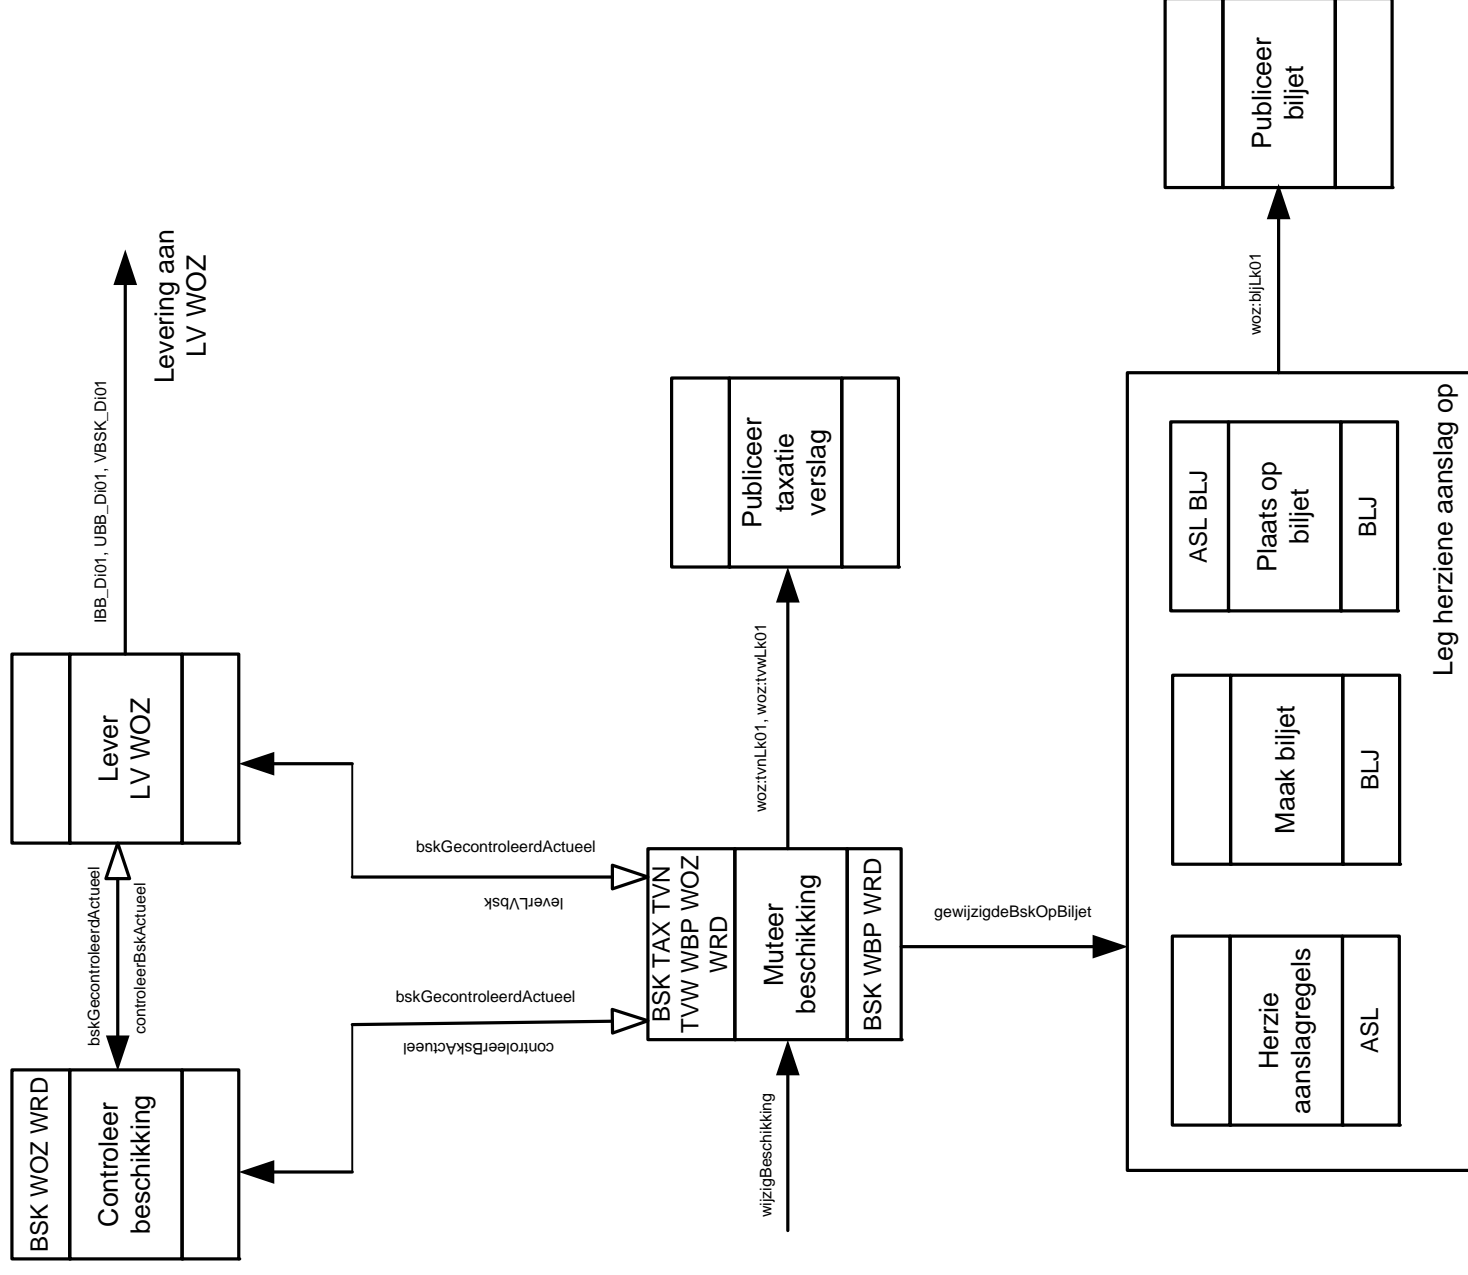 BSK WOZ WRD
Controleer
beschikking
bskGecontroleerdActueel
controleerBskActueel
Lever
LV WOZ
IBB_Di01, UBB_Di01, VBSK_Di01
Levering aan
LV WOZ
bskGecontroleerdActueel
controleerBskActueel
bskGecontroleerdActueel
leverLVbsk
wijzigBeschikking
BSK TAX TVN
TVW WBP WOZ
WRD
Muteer
beschikking
BSK WBP WRD
woz:tvnLk01, woz:tvwLk01
Publiceer
taxatie
verslag
gewijzigdeBskOpBiljet
Herzie
aanslagregels
ASL
Maak biljet
BLJ
ASL BLJ
Plaats op
biljet
BLJ
Leg herziene aanslag op
woz:bljLk01
Publiceer
biljet